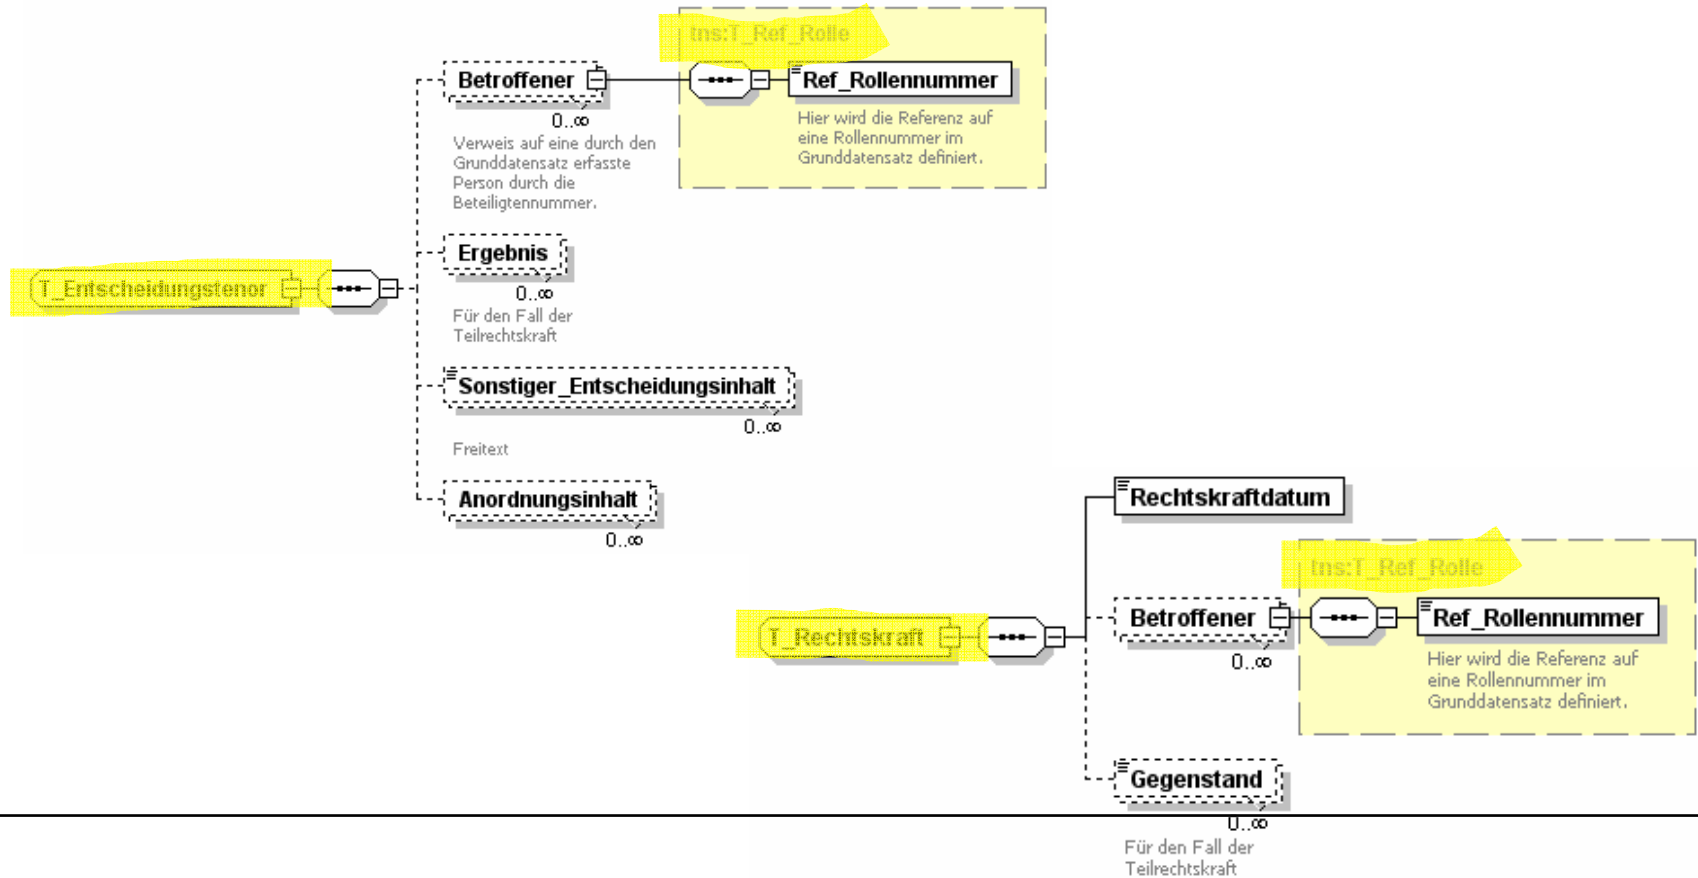 tns:T_Ref_Rolle
Betroffener
Ref_Rollennummer
0..∞
Hier wird die Referenz auf
eine Rollennummer im
Grunddatensatz definiert.
Verweis auf eine durch den
Grunddatensatz erfasste
Person durch die
Beteiligtennummer.
Ergebnis
0..∞
Für den Fall der
Teilrechtskraft
T_Entscheidungstenor
Sonstiger_Entscheidungsinhalt
0..∞
Freitext
Anordnungsinhalt
0..∞
Rechtskraftdatum
tns:T_Ref_Rolle
T_Rechtskraft
Betroffener
Ref_Rollennummer
0..∞
Hier wird die Referenz auf
eine Rollennummer im
Grunddatensatz definiert.
Gegenstand
0..∞
Für den Fall der
Teilrechtskraft